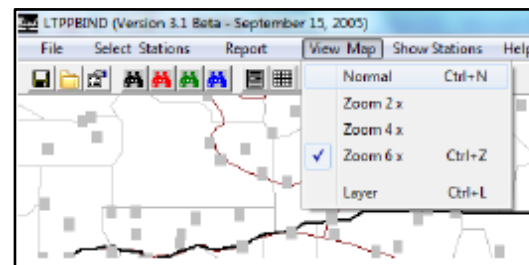 LTPPBIND (Version 3.1 Beta - September 15, 2005)
File Select Stations Report View Map Show Stations Help
Normal Ctrl+N
Zoom 2 x
Zoom 4 x
Zoom 6 x Ctrl+Z
Layer Ctrl+L